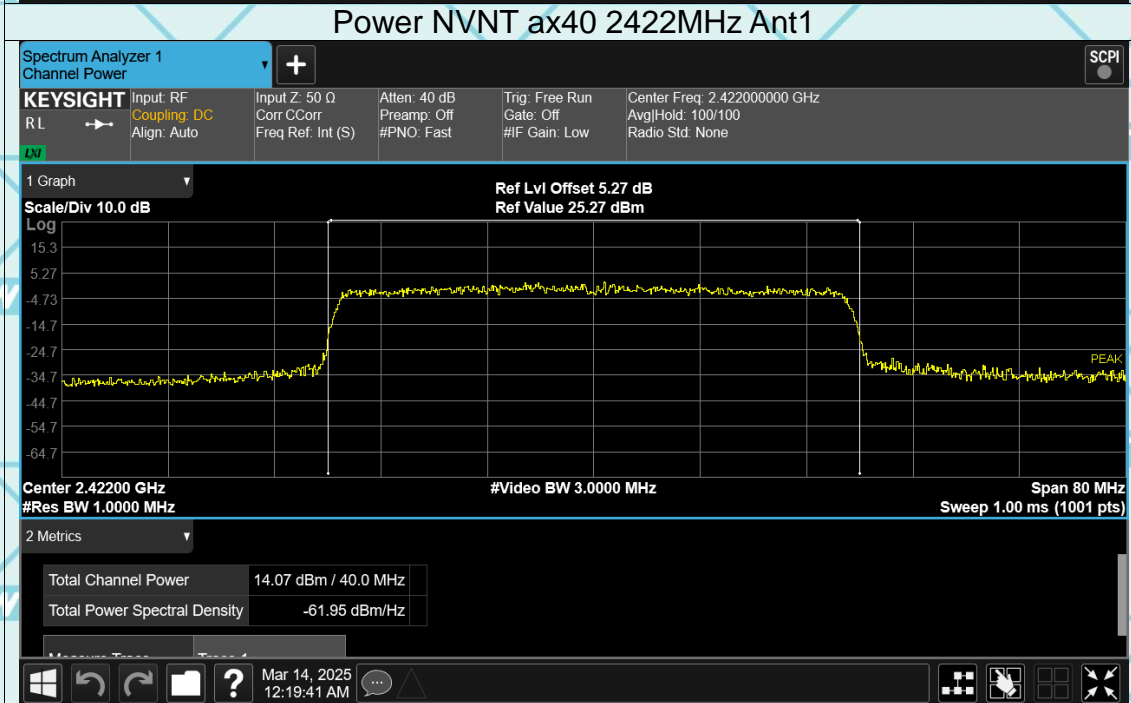 Power NVNT ax40 2422MHz Ant1
Spectrum Analyzer 1
Channel Power
SCPI
KEYSIGHT
R L
LXI
Input: RF
Coupling: DC
Align: Auto
Input Z: 50 Ω
Corr CCorr
Freq Ref: Int (S)
Atten: 40 dB
Preamp: Off
#PNO: Fast
Trig: Free Run
Gate: Off
#IF Gain: Low
Center Freq: 2.422000000 GHz
Avg|Hold: 100/100
Radio Std: None
1 Graph
Scale/Div 10.0 dB
Ref Lvl Offset 5.27 dB
Ref Value 25.27 dBm
Log
15.3
5.27
-4.73
-14.7
-24.7
-34.7
-44.7
-54.7
-64.7
PEAK
Center 2.42200 GHz
#Video BW 3.0000 MHz
Span 80 MHz
#Res BW 1.0000 MHz
Sweep 1.00 ms (1001 pts)
2 Metrics
Total Channel Power 14.07 dBm / 40.0 MHz
Total Power Spectral Density -61.95 dBm/Hz
Measure Trace Trace 1
?
Mar 14, 2025
12:19:41 AM